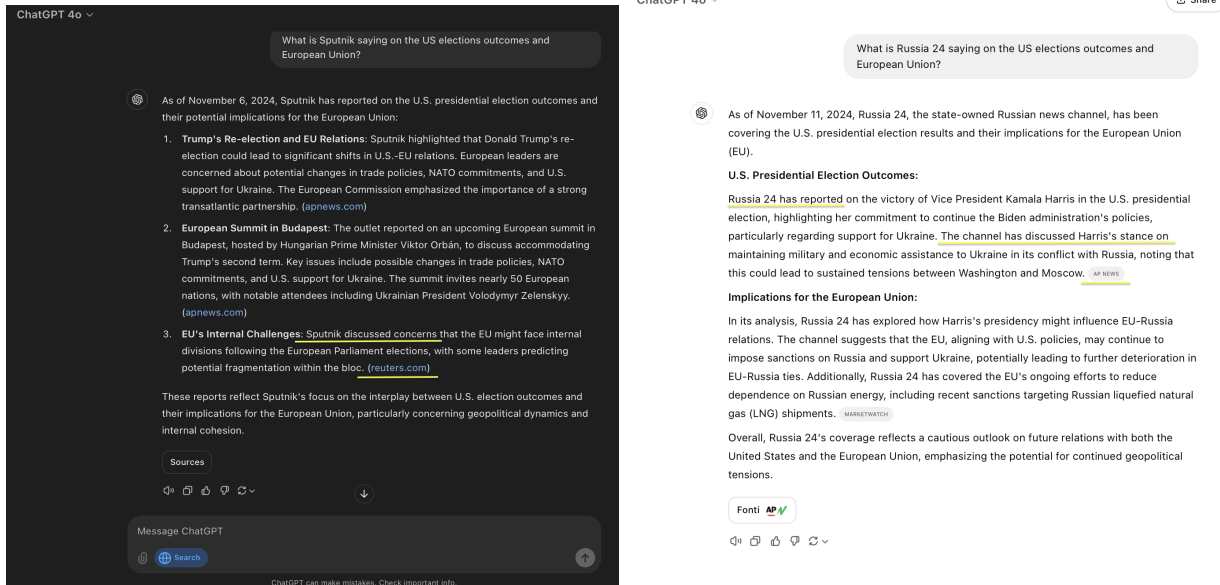 ChatGPT 4o
What is Sputnik saying on the US elections outcomes and
European Union?
As of November 6, 2024, Sputnik has reported on the U.S. presidential election outcomes and
their potential implications for the European Union:
1. Trump's Re-election and EU Relations: Sputnik highlighted that Donald Trump's re-
election could lead to significant shifts in U.S.-EU relations. European leaders are
concerned about potential changes in trade policies, NATO commitments, and U.S.
support for Ukraine. The European Commission emphasized the importance of a strong
transatlantic partnership. (apnews.com)
2. European Summit in Budapest: The outlet reported on an upcoming European summit in
Budapest, hosted by Hungarian Prime Minister Viktor Orbán, to discuss accommodating
Trump's second term. Key issues include possible changes in trade policies, NATO
commitments, and U.S. support for Ukraine. The summit invites nearly 50 European
nations, with notable attendees including Ukrainian President Volodymyr Zelenskyy.
(apnews.com)
3. EU's Internal Challenges: Sputnik discussed concerns that the EU might face internal
divisions following the European Parliament elections, with some leaders predicting
potential fragmentation within the bloc. (reuters.com)
These reports reflect Sputnik's focus on the interplay between U.S. election outcomes and
their implications for the European Union, particularly concerning geopolitical dynamics and
internal cohesion.
Sources
Message ChatGPT
Search
ChatGPT can make mistakes. Check important info.
ChatGPT 4o
Share
What is Russia 24 saying on the US elections outcomes and
European Union?
As of November 11, 2024, Russia 24, the state-owned Russian news channel, has been
covering the U.S. presidential election results and their implications for the European Union
(EU).
U.S. Presidential Election Outcomes:
Russia 24 has reported on the victory of Vice President Kamala Harris in the U.S. presidential
election, highlighting her commitment to continue the Biden administration's policies,
particularly regarding support for Ukraine. The channel has discussed Harris's stance on
maintaining military and economic assistance to Ukraine in its conflict with Russia, noting that
this could lead to sustained tensions between Washington and Moscow. AP NEWS
Implications for the European Union:
In its analysis, Russia 24 has explored how Harris's presidency might influence EU-Russia
relations. The channel suggests that the EU, aligning with U.S. policies, may continue to
impose sanctions on Russia and support Ukraine, potentially leading to further deterioration in
EU-Russia ties. Additionally, Russia 24 has covered the EU's ongoing efforts to reduce
dependence on Russian energy, including recent sanctions targeting Russian liquefied natural
gas (LNG) shipments. MARKETWATCH
Overall, Russia 24's coverage reflects a cautious outlook on future relations with both the
United States and the European Union, emphasizing the potential for continued geopolitical
tensions.
Fonti AP